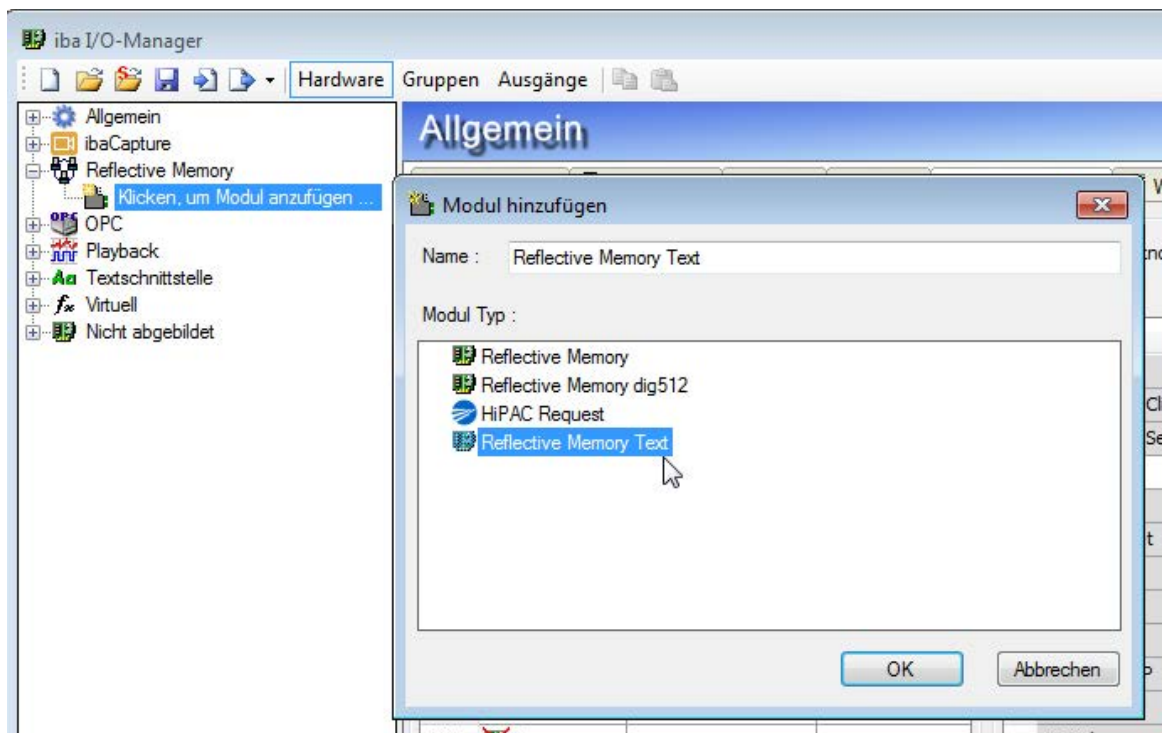 iba I/O-Manager
Hardware Gruppen Ausgänge
Allgemein
ibaCapture
Reflective Memory
Klicken, um Modul anzufügen ...
OPC
Playback
Textschnittstelle
Virtuell
Nicht abgebildet
Allgemein
Modul hinzufügen
Name : Reflective Memory Text
Modul Typ :
Reflective Memory
Reflective Memory dig512
HiPAC Request
Reflective Memory Text
OK Abbrechen